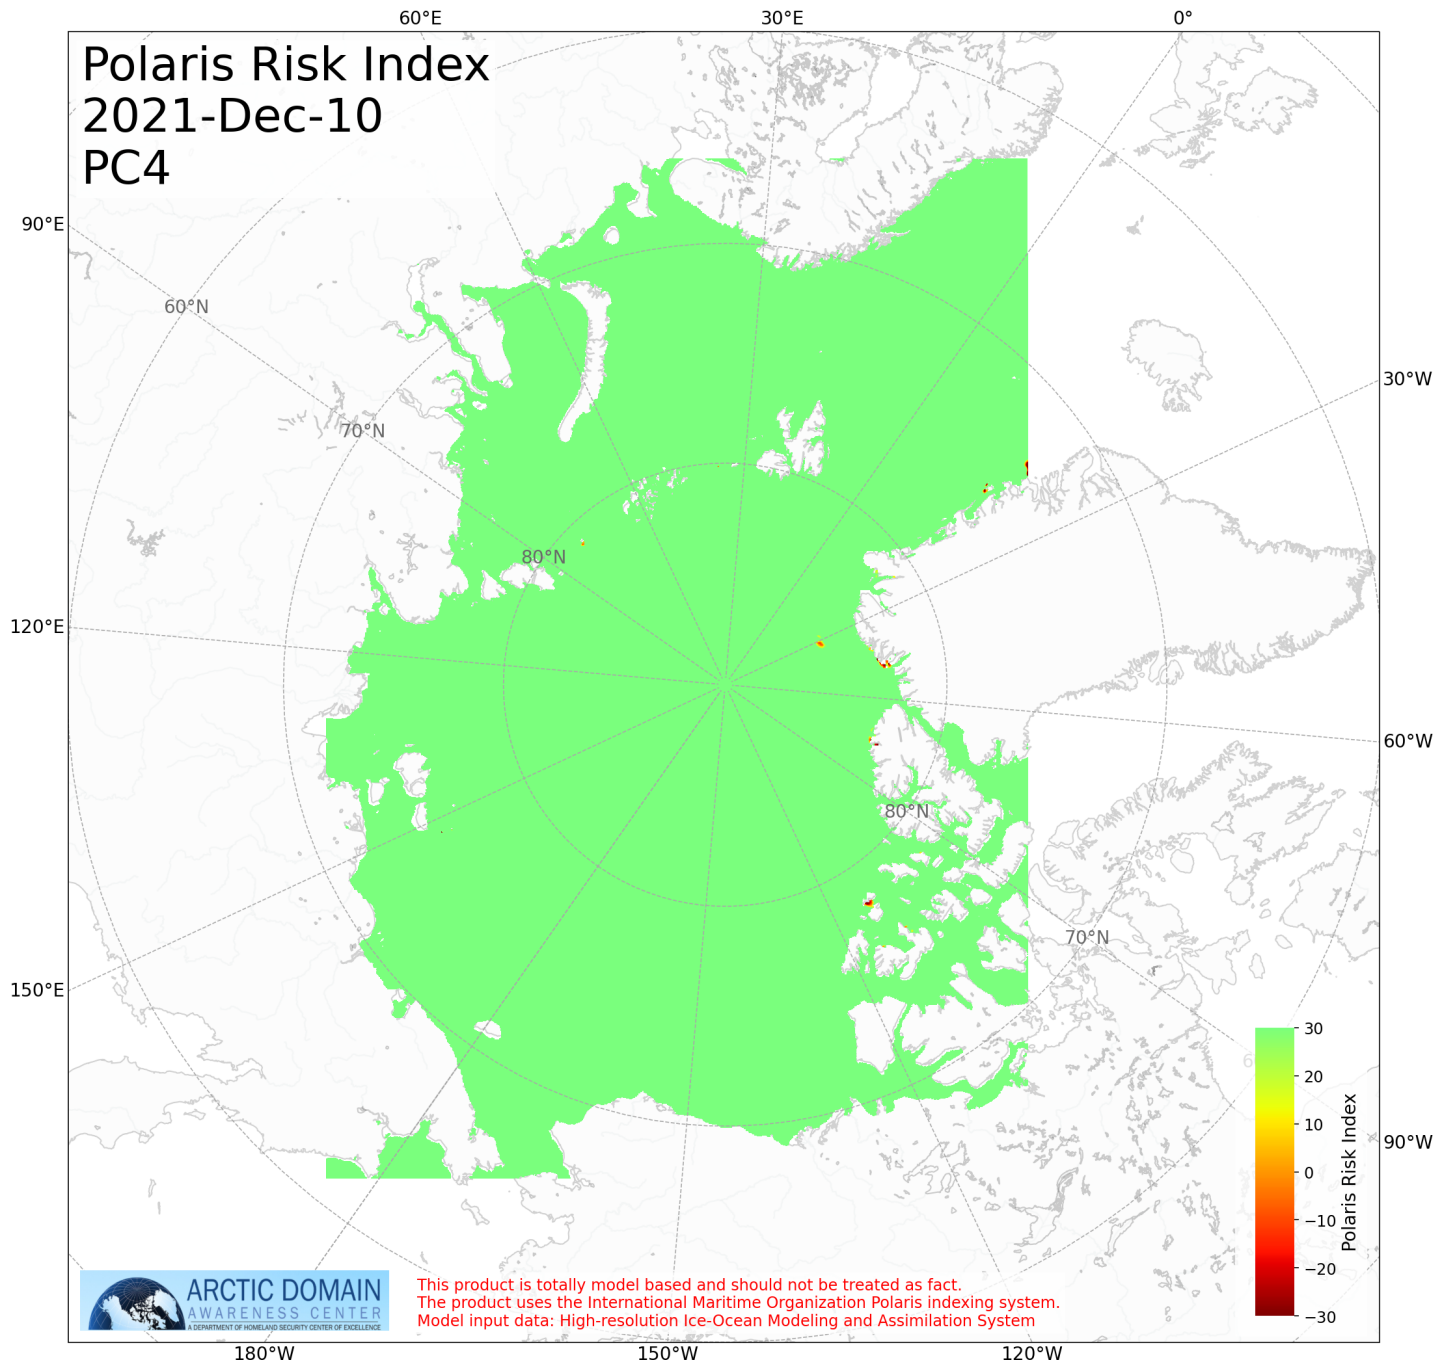 60°E 30°E 0°
Polaris Risk Index
2021-Dec-10
PC4
90°E
60°N
30°W
70°N
80°N
120°E
60°W
80°N
70°N
150°E
30
20
10
0
−10
−20
−30
Polaris Risk Index
90°W
ARCTIC DOMAIN
AWARENESS CENTER
A DEPARTMENT OF HOMELAND SECURITY CENTER OF EXCELLENCE
This product is totally model based and should not be treated as fact.
The product uses the International Maritime Organization Polaris indexing system.
Model input data: High-resolution Ice-Ocean Modeling and Assimilation System
180°W 150°W 120°W